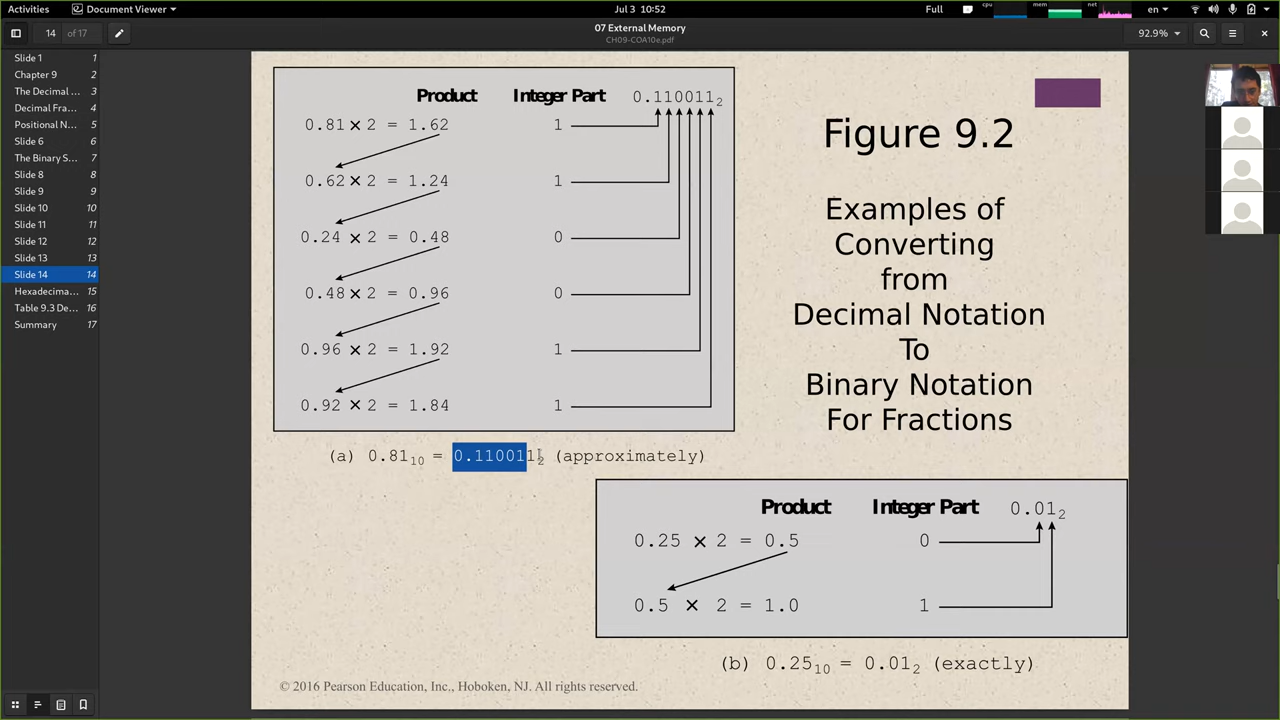 Activities
Document Viewer
Jul 3 10:52
Full
cpu
mem
net
en
14 of 17
07 External Memory
CH09-COA10e.pdf
92.9%
Slide 1 1
Chapter 9 2
The Decimal ... 3
Decimal Fra... 4
Positional N... 5
Slide 6 6
The Binary S... 7
Slide 8 8
Slide 9 9
Slide 10 10
Slide 11 11
Slide 12 12
Slide 13 13
Slide 14 14
Hexadecima... 15
Table 9.3 De... 16
Summary 17
Product Integer Part 0.110011₂
0.81 × 2 = 1.62 1
0.62 × 2 = 1.24 1
0.24 × 2 = 0.48 0
0.48 × 2 = 0.96 0
0.96 × 2 = 1.92 1
0.92 × 2 = 1.84 1
(a) 0.81₁₀ = 0.110011₂ (approximately)
Figure 9.2
Examples of
Converting
from
Decimal Notation
To
Binary Notation
For Fractions
Product Integer Part 0.01₂
0.25 × 2 = 0.5 0
0.5 × 2 = 1.0 1
(b) 0.25₁₀ = 0.01₂ (exactly)
© 2016 Pearson Education, Inc., Hoboken, NJ. All rights reserved.